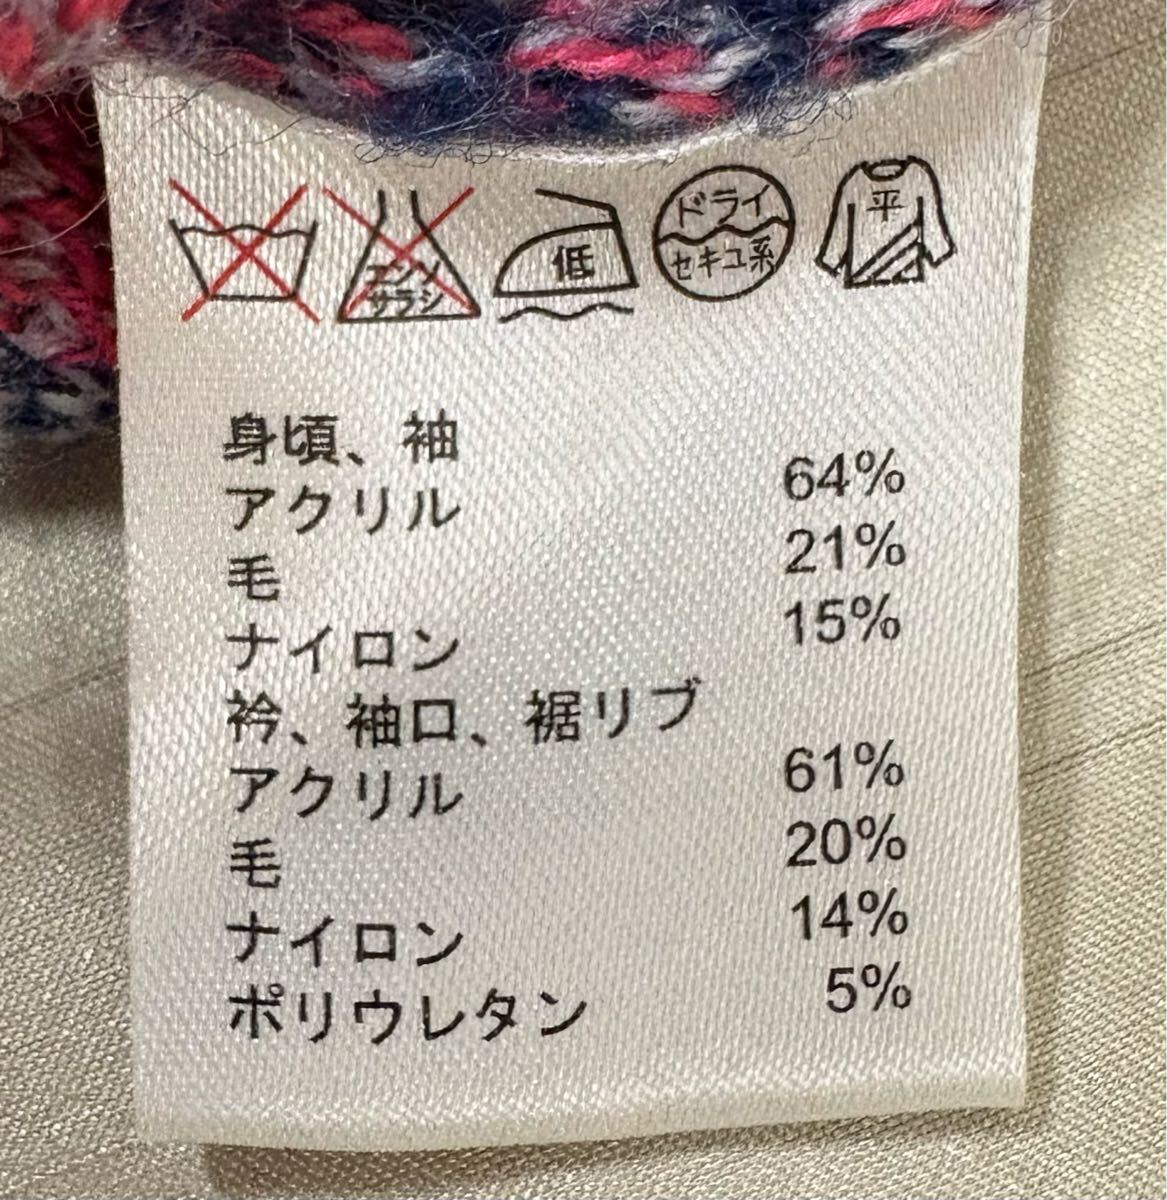 エンソ
サラシ
低
ドライ
セキユ系
平
身頃、袖
アクリル 64%
毛 21%
ナイロン 15%
衿、袖口、裾リブ
アクリル 61%
毛 20%
ナイロン 14%
ポリウレタン 5%